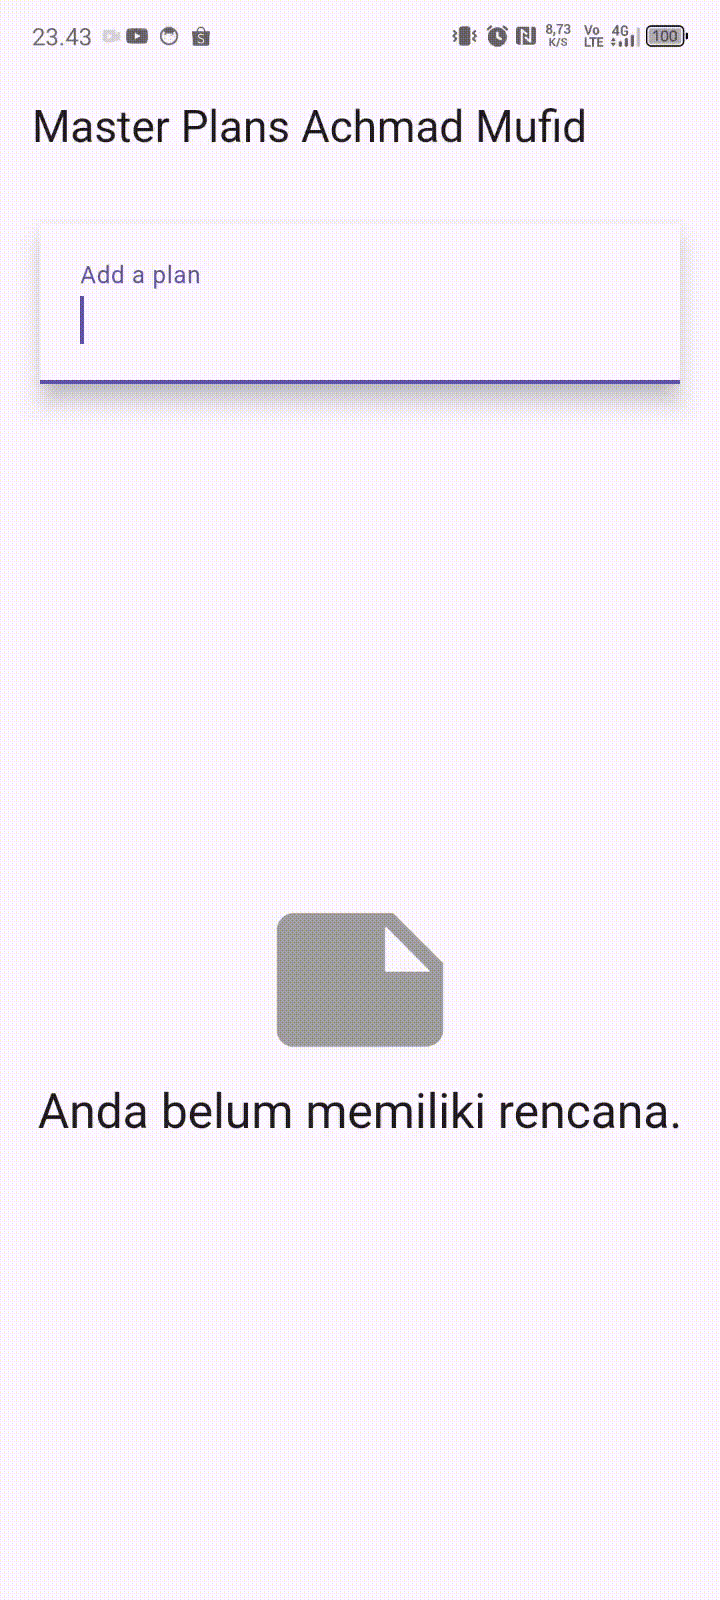 23.43 8,73 K/S Vo LTE 4G 100
Master Plans Achmad Mufid
Add a plan
Anda belum memiliki rencana.